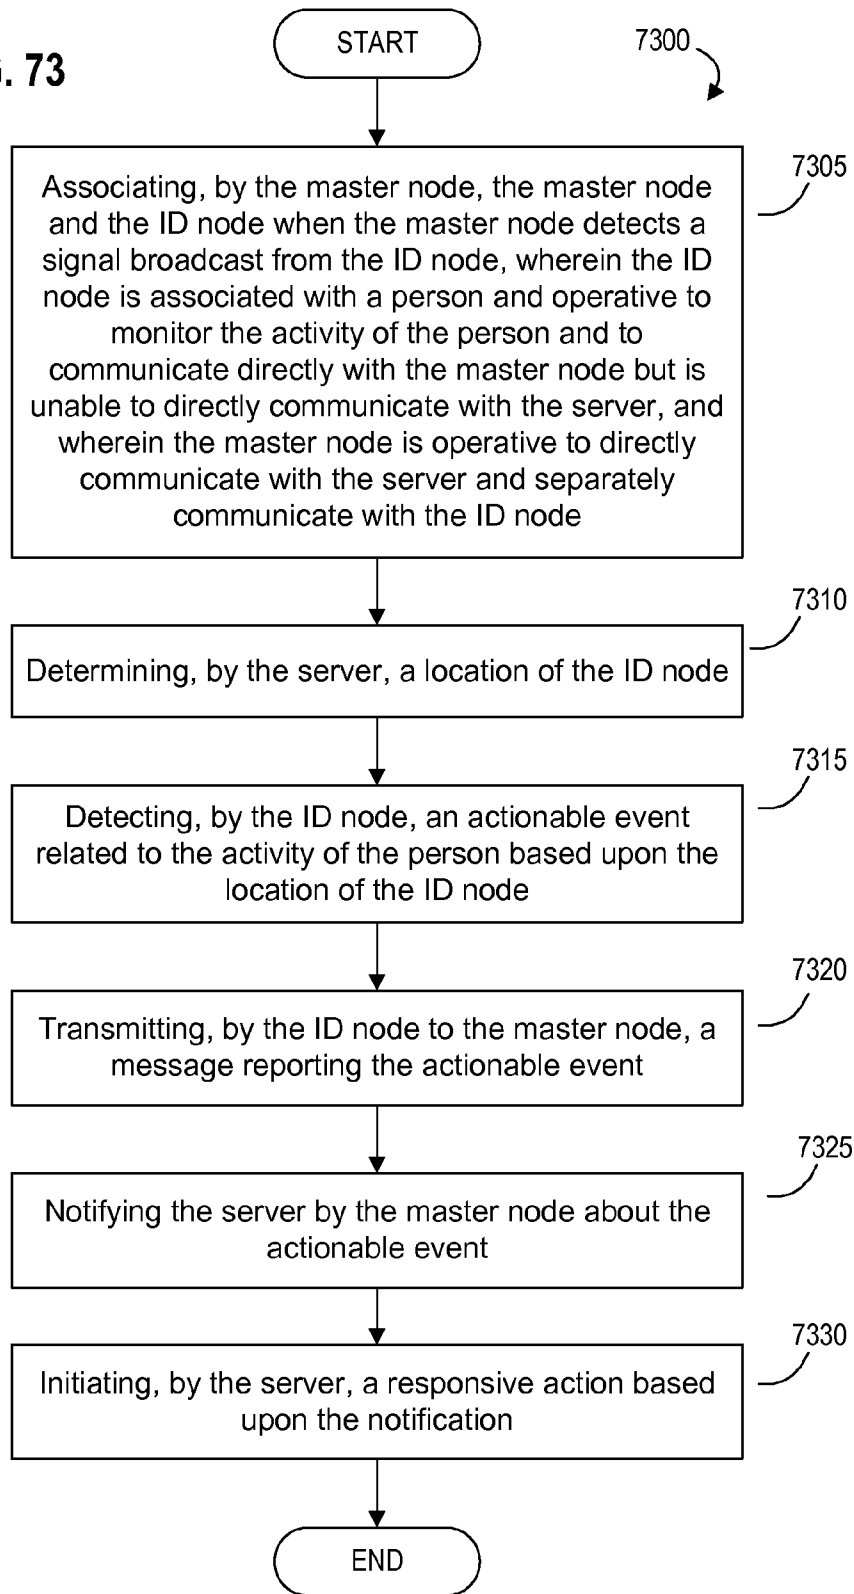 START
7300
. 73
7305
Associating, by the master node, the master node
and the ID node when the master node detects a
signal broadcast from the ID node, wherein the ID
node is associated with a person and operative to
monitor the activity of the person and to
communicate directly with the master node but is
unable to directly communicate with the server, and
wherein the master node is operative to directly
communicate with the server and separately
communicate with the ID node
7310
Determining, by the server, a location of the ID node
7315
Detecting, by the ID node, an actionable event
related to the activity of the person based upon the
location of the ID node
7320
Transmitting, by the ID node to the master node, a
message reporting the actionable event
7325
Notifying the server by the master node about the
actionable event
7330
Initiating, by the server, a responsive action based
upon the notification
END